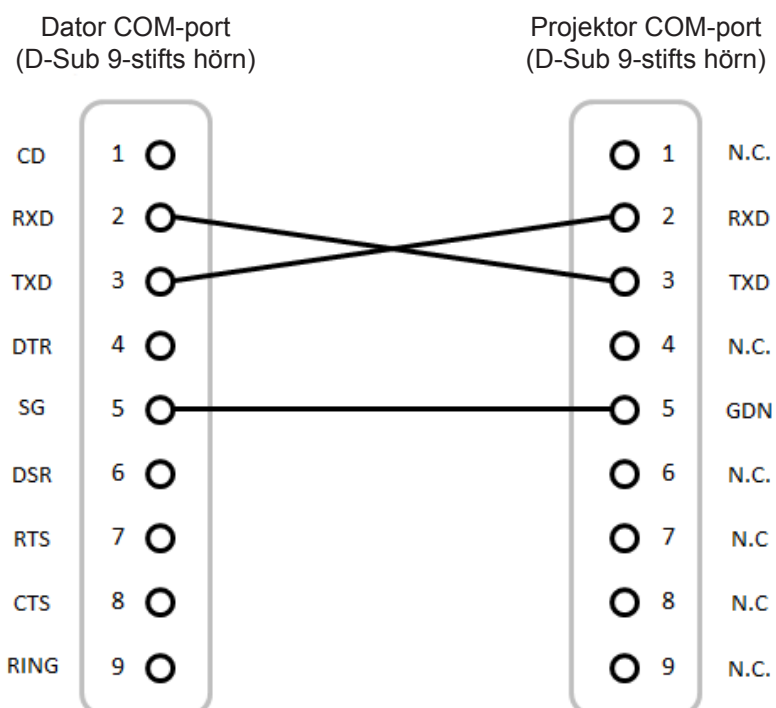 Dator COM-port
(D-Sub 9-stifts hörn)
Projektor COM-port
(D-Sub 9-stifts hörn)
CD 1 1 N.C.
RXD 2 2 RXD
TXD 3 3 TXD
DTR 4 4 N.C.
SG 5 5 GDN
DSR 6 6 N.C.
RTS 7 7 N.C
CTS 8 8 N.C
RING 9 9 N.C.